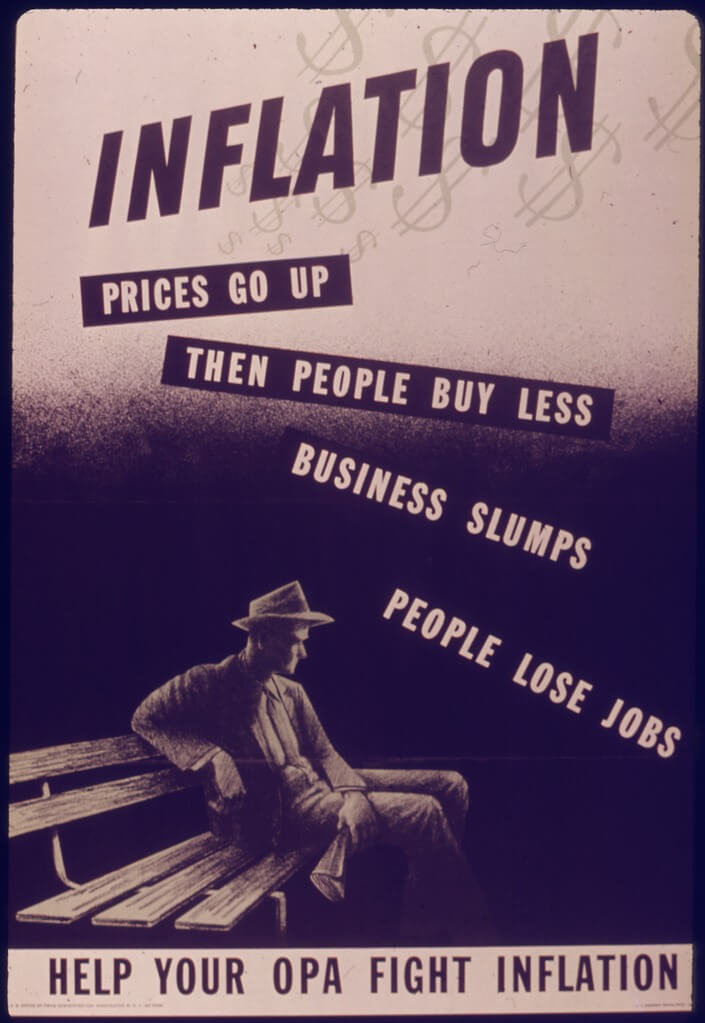 INFLATION
PRICES GO UP
THEN PEOPLE BUY LESS
BUSINESS SLUMPS
PEOPLE LOSE JOBS
HELP YOUR OPA FIGHT INFLATION